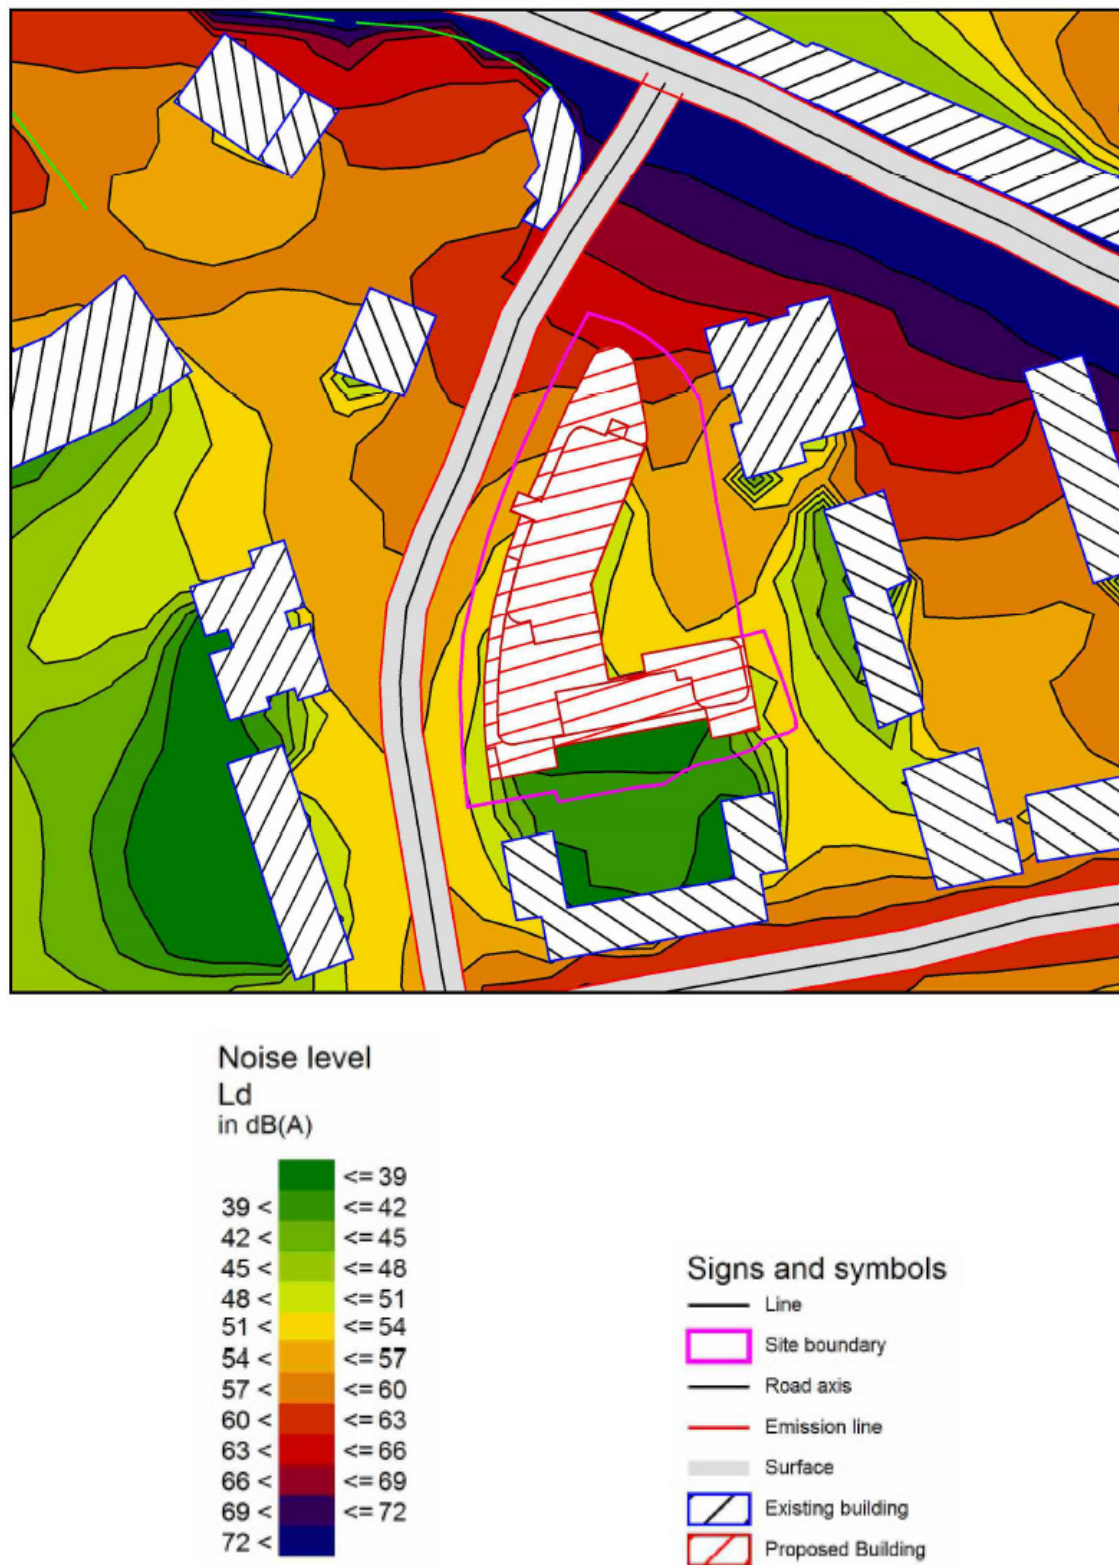 Noise level
Ld
in dB(A)
<= 39
39 < <= 42
42 < <= 45
45 < <= 48
48 < <= 51
51 < <= 54
54 < <= 57
57 < <= 60
60 < <= 63
63 < <= 66
66 < <= 69
69 < <= 72
72 <
Signs and symbols
Line
Site boundary
Road axis
Emission line
Surface
Existing building
Proposed Building